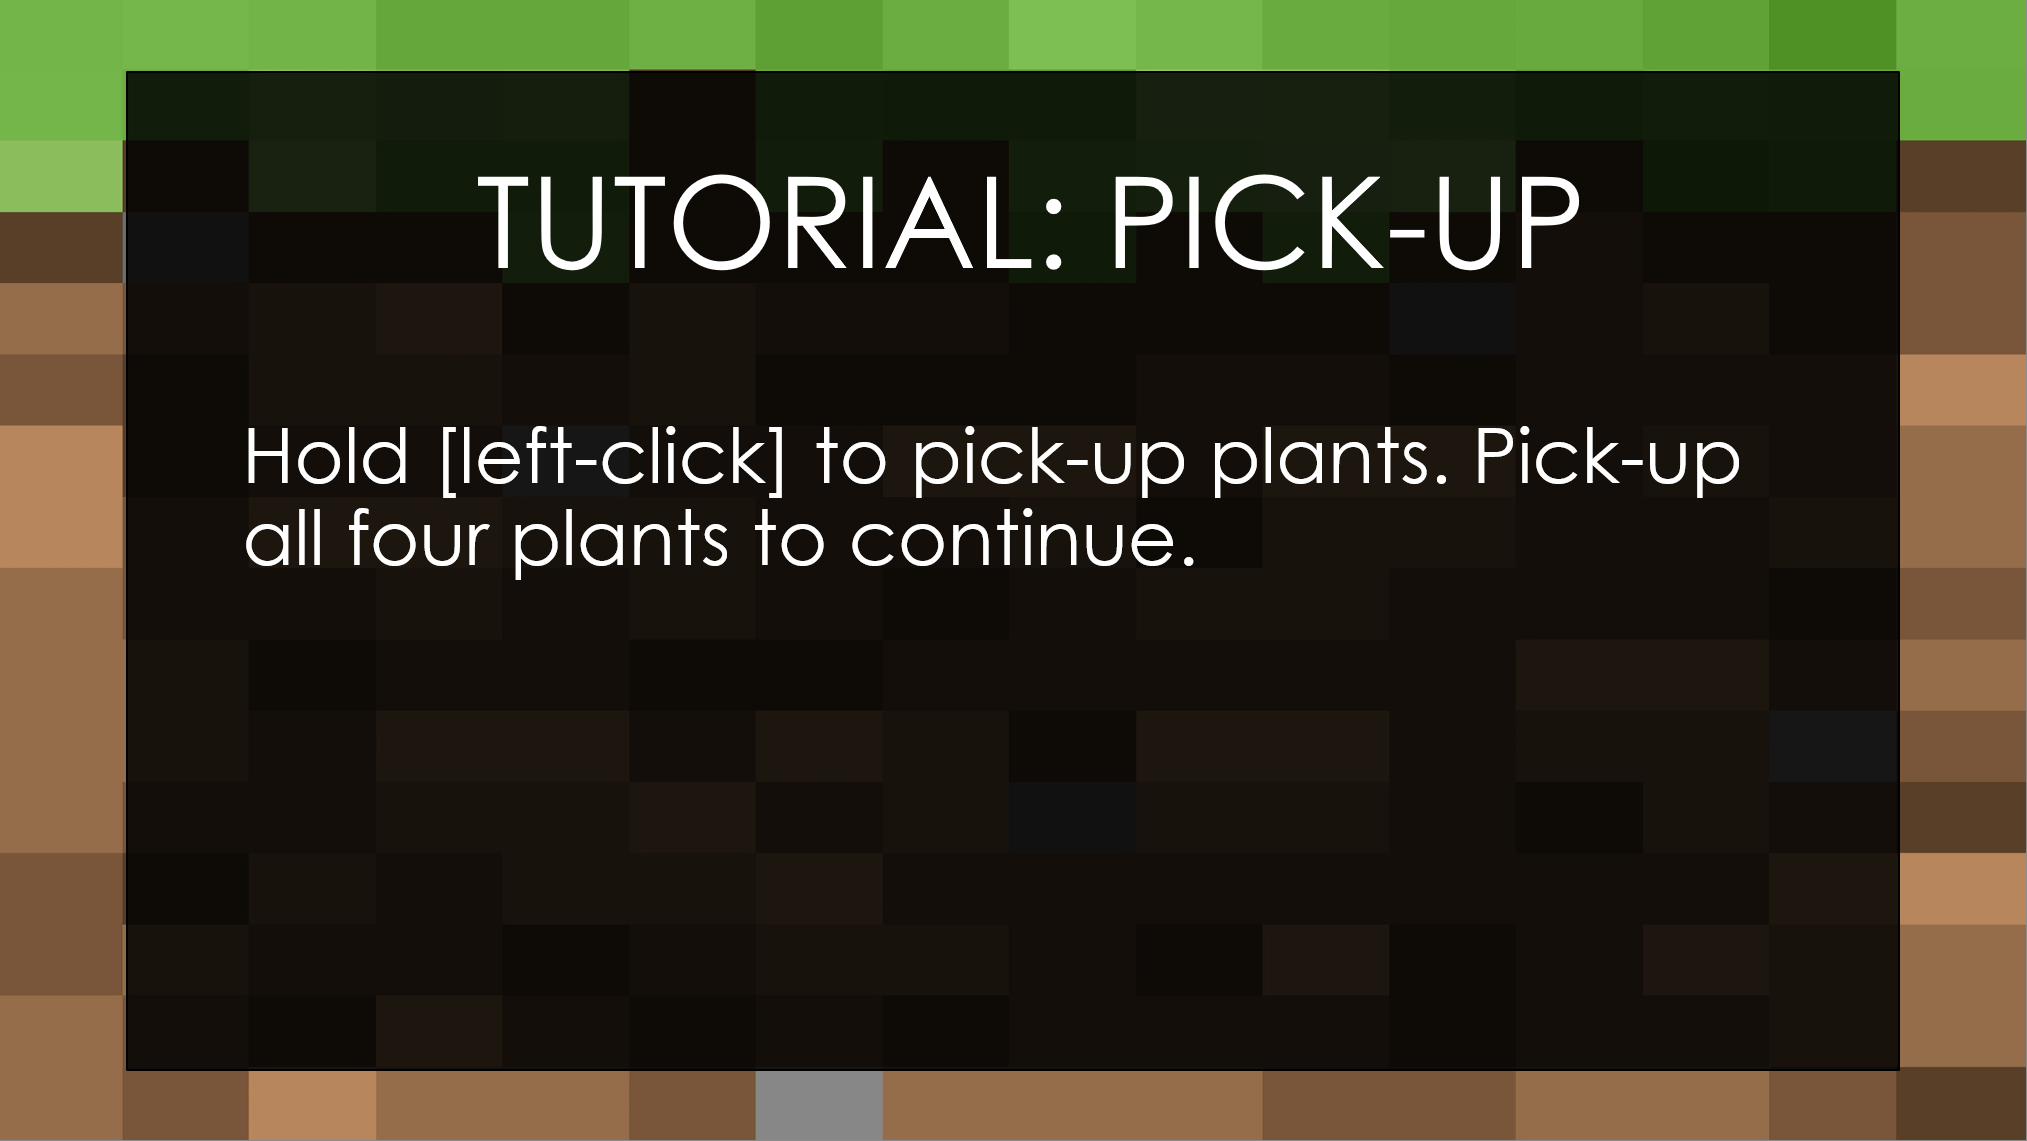 TUTORIAL: PICK-UP
Hold [left-click] to pick-up plants. Pick-up
all four plants to continue.